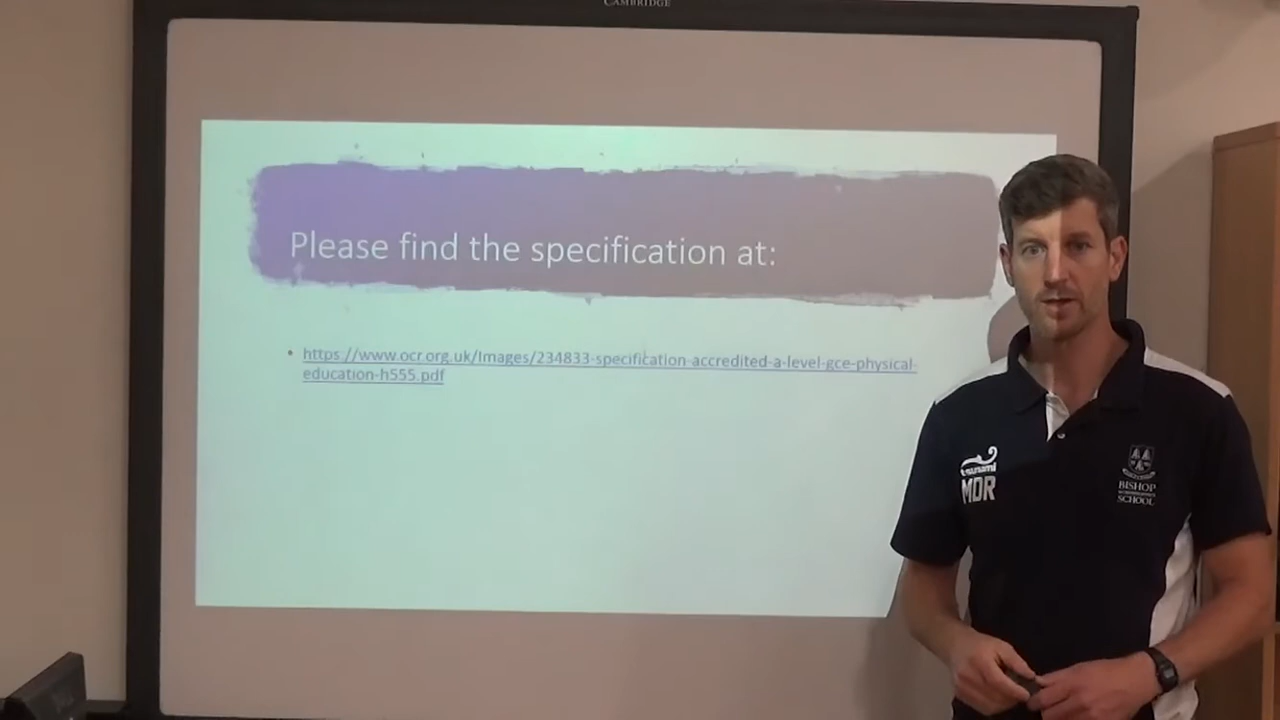 CAMBRIDGE
Please find the specification at:
https://www.ocr.org.uk/Images/234833-specification-accredited-a-level-gce-physical-
education-h555.pdf
tsunami
MDR
BISHOP
SCHOOL